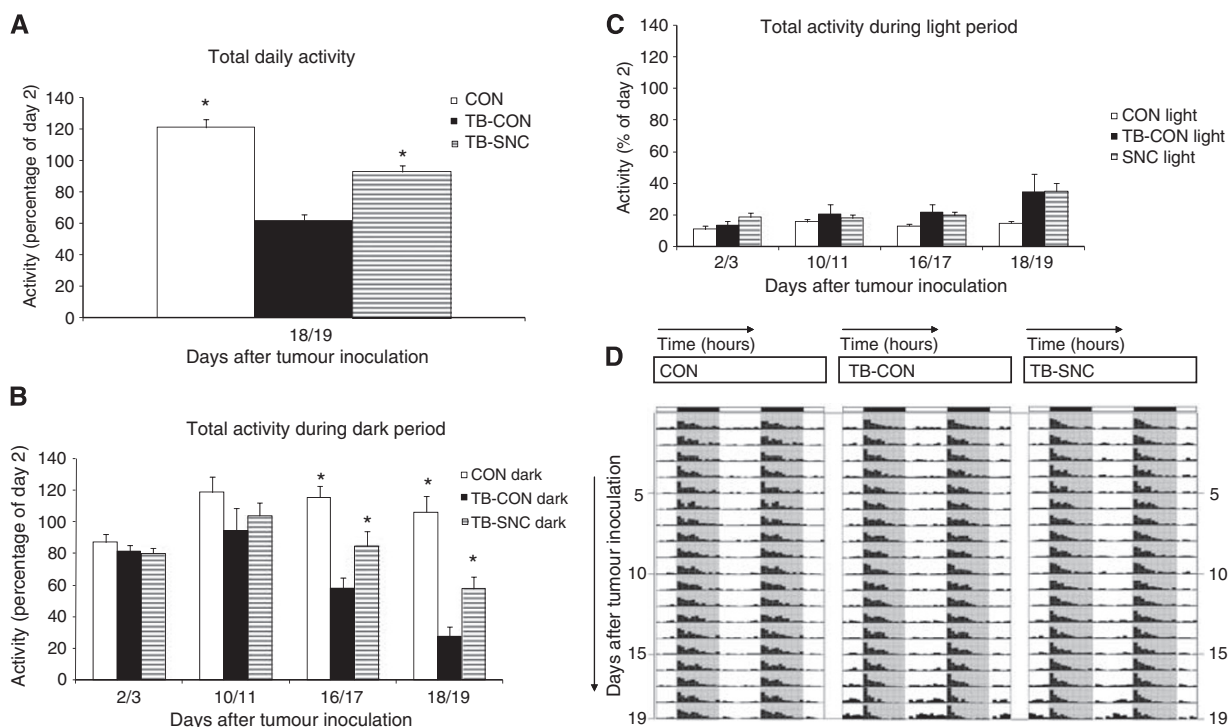 A
Total daily activity
Activity (percentage of day 2)
140
120
100
80
60
40
20
0
*
*
CON
TB-CON
TB-SNC
18/19
Days after tumour inoculation
B
Total activity during dark period
Activity (percentage of day 2)
140
120
100
80
60
40
20
0
*
*
*
*
CON dark
TB-CON dark
TB-SNC dark
2/3 10/11 16/17 18/19
Days after tumour inoculation
C
Total activity during light period
Activity (% of day 2)
140
120
100
80
60
40
20
0
CON light
TB-CON light
SNC light
2/3 10/11 16/17 18/19
Days after tumour inoculation
D
Time (hours) Time (hours) Time (hours)
CON TB-CON TB-SNC
Days after tumour inoculation
5 5
10 10
15 15
19 19